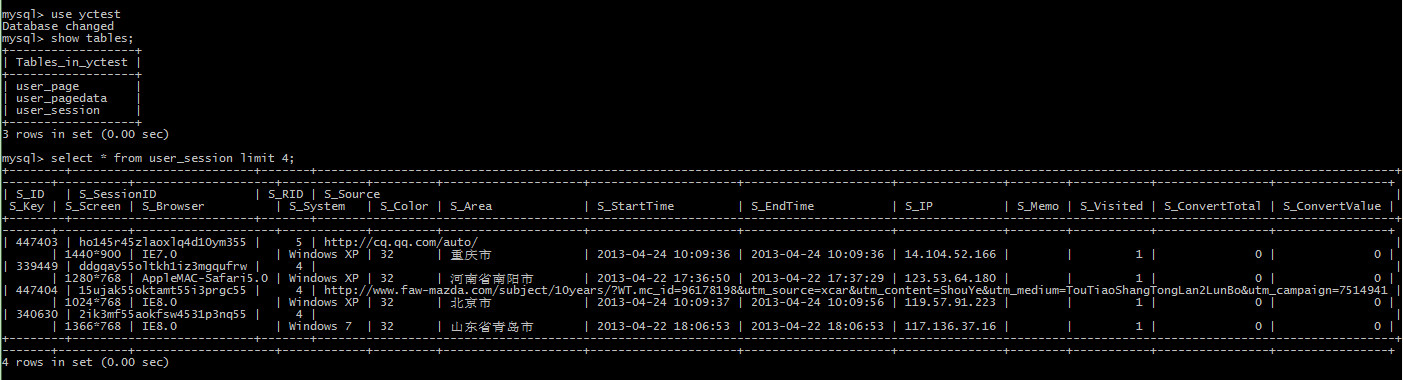 mysql> use yctest
Database changed
mysql> show tables;
+------------------+
| Tables_in_yctest |
+------------------+
| user_page        |
| user_pagedata    |
| user_session     |
+------------------+
3 rows in set (0.00 sec)
mysql> select * from user_session limit 4;
| S_ID   | S_SessionID              | S_RID | S_Source |
S_Key | S_Screen | S_Browser          | S_System   | S_Color | S_Area         | S_StartTime         | S_EndTime           | S_IP          | S_Memo | S_Visited | S_ConvertTotal | S_ConvertValue |
| 447403 | ho145r45zlaoxlq4d10ym355 |     5 | http://cq.qq.com/auto/ |
| 1440*900 | IE7.0              | Windows XP | 32      | 重庆市         | 2013-04-24 10:09:36 | 2013-04-24 10:09:36 | 14.104.52.166 |        |         1 |              0 |              0 |
| 339449 | ddgqay55oltkh1iz3mgqufrw |     4 | |
| 1280*768 | AppleMAC-Safari5.0 | Windows XP | 32      | 河南省南阳市   | 2013-04-22 17:36:50 | 2013-04-22 17:37:29 | 123.53.64.180 |        |         1 |              0 |              0 |
| 447404 | 15ujak55oktamt55i3prgc55 |     4 | http://www.faw-mazda.com/subject/10years/?WT.mc_id=96178198&utm_source=xcar&utm_content=ShouYe&utm_medium=TouTiaoShangTongLan2LunBo&utm_campaign=7514941 |
| 1024*768 | IE8.0              | Windows XP | 32      | 北京市         | 2013-04-24 10:09:37 | 2013-04-24 10:09:56 | 119.57.91.223 |        |         1 |              0 |              0 |
| 340630 | 2ik3mf55aokfsw4531p3nq55 |     4 | |
| 1366*768 | IE8.0              | Windows 7  | 32      | 山东省青岛市   | 2013-04-22 18:06:53 | 2013-04-22 18:06:53 | 117.136.37.16 |        |         1 |              0 |              0 |
4 rows in set (0.00 sec)